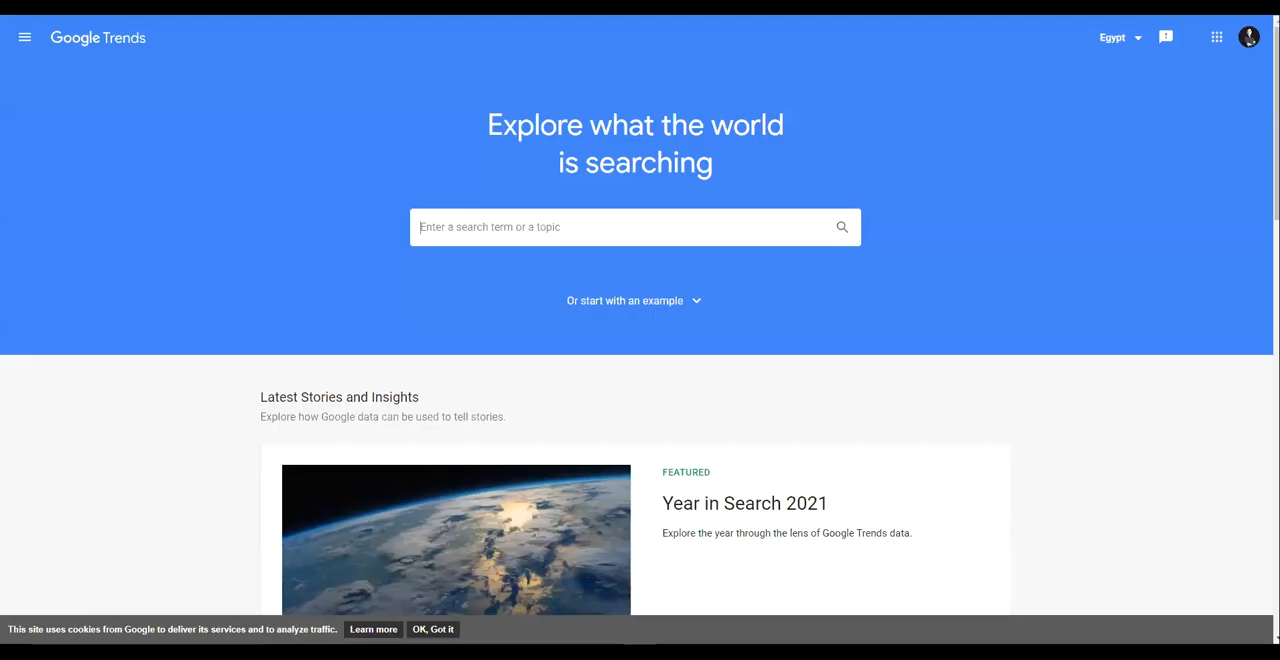 Google Trends
Egypt
Explore what the world
is searching
Enter a search term or a topic
Or start with an example
Latest Stories and Insights
Explore how Google data can be used to tell stories.
FEATURED
Year in Search 2021
Explore the year through the lens of Google Trends data.
This site uses cookies from Google to deliver its services and to analyze traffic. Learn more OK, Got it